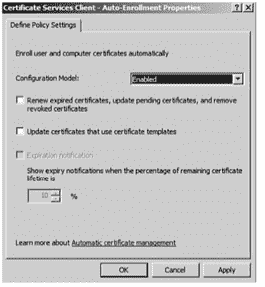 Certificate Services Client - Auto-Enrollment Properties
Define Policy Settings
Enroll user and computer certificates automatically
Configuration Model:
Enabled
Renew expired certificates, update pending certificates, and remove
revoked certificates
Update certificates that use certificate templates
Expiration notification
Show expiry notifications when the percentage of remaining certificate
lifetime is
10 %
Learn more about Automatic certificate management
OK Cancel Apply